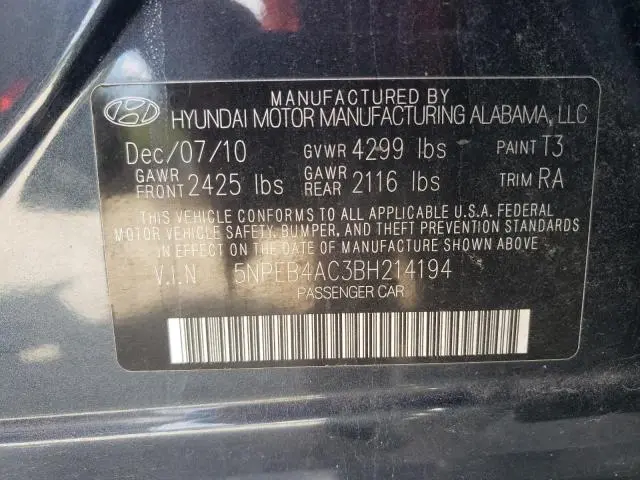 MANUFACTURED BY
HYUNDAI MOTOR MANUFACTURING ALABAMA, LLC
Dec/07/10 GVWR 4299 lbs PAINT T3
GAWR FRONT 2425 lbs GAWR REAR 2116 lbs TRIM RA
THIS VEHICLE CONFORMS TO ALL APPLICABLE U.S.A. FEDERAL
MOTOR VEHICLE SAFETY, BUMPER, AND THEFT PREVENTION STANDARDS
IN EFFECT ON THE DATE OF MANUFACTURE SHOWN ABOVE.
V.I.N 5NPEB4AC3BH214194
PASSENGER CAR